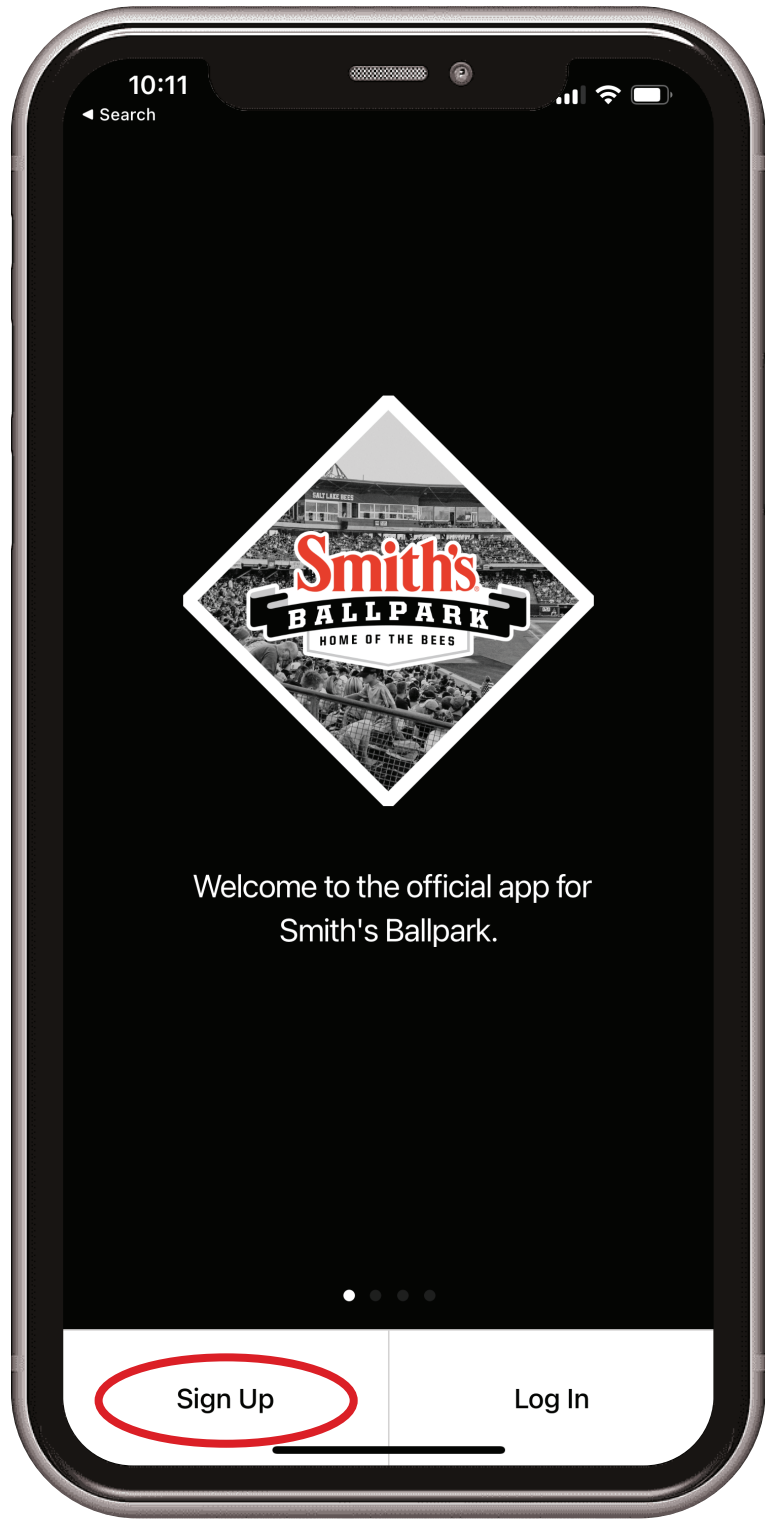 10:11
◀ Search
SALT LAKE BEES
Smith's
BALLPARK
HOME OF THE BEES
Welcome to the official app for
Smith's Ballpark.
Sign Up
Log In